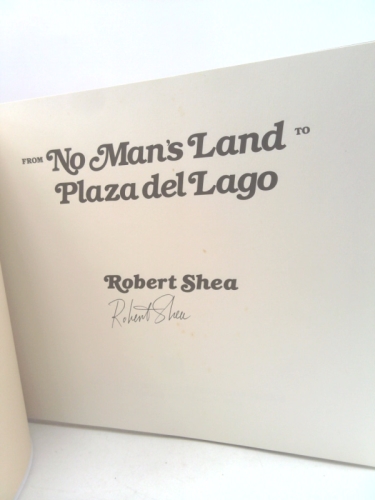 FROM No Man's Land TO
Plaza del Lago
Robert Shea
Robert Shea